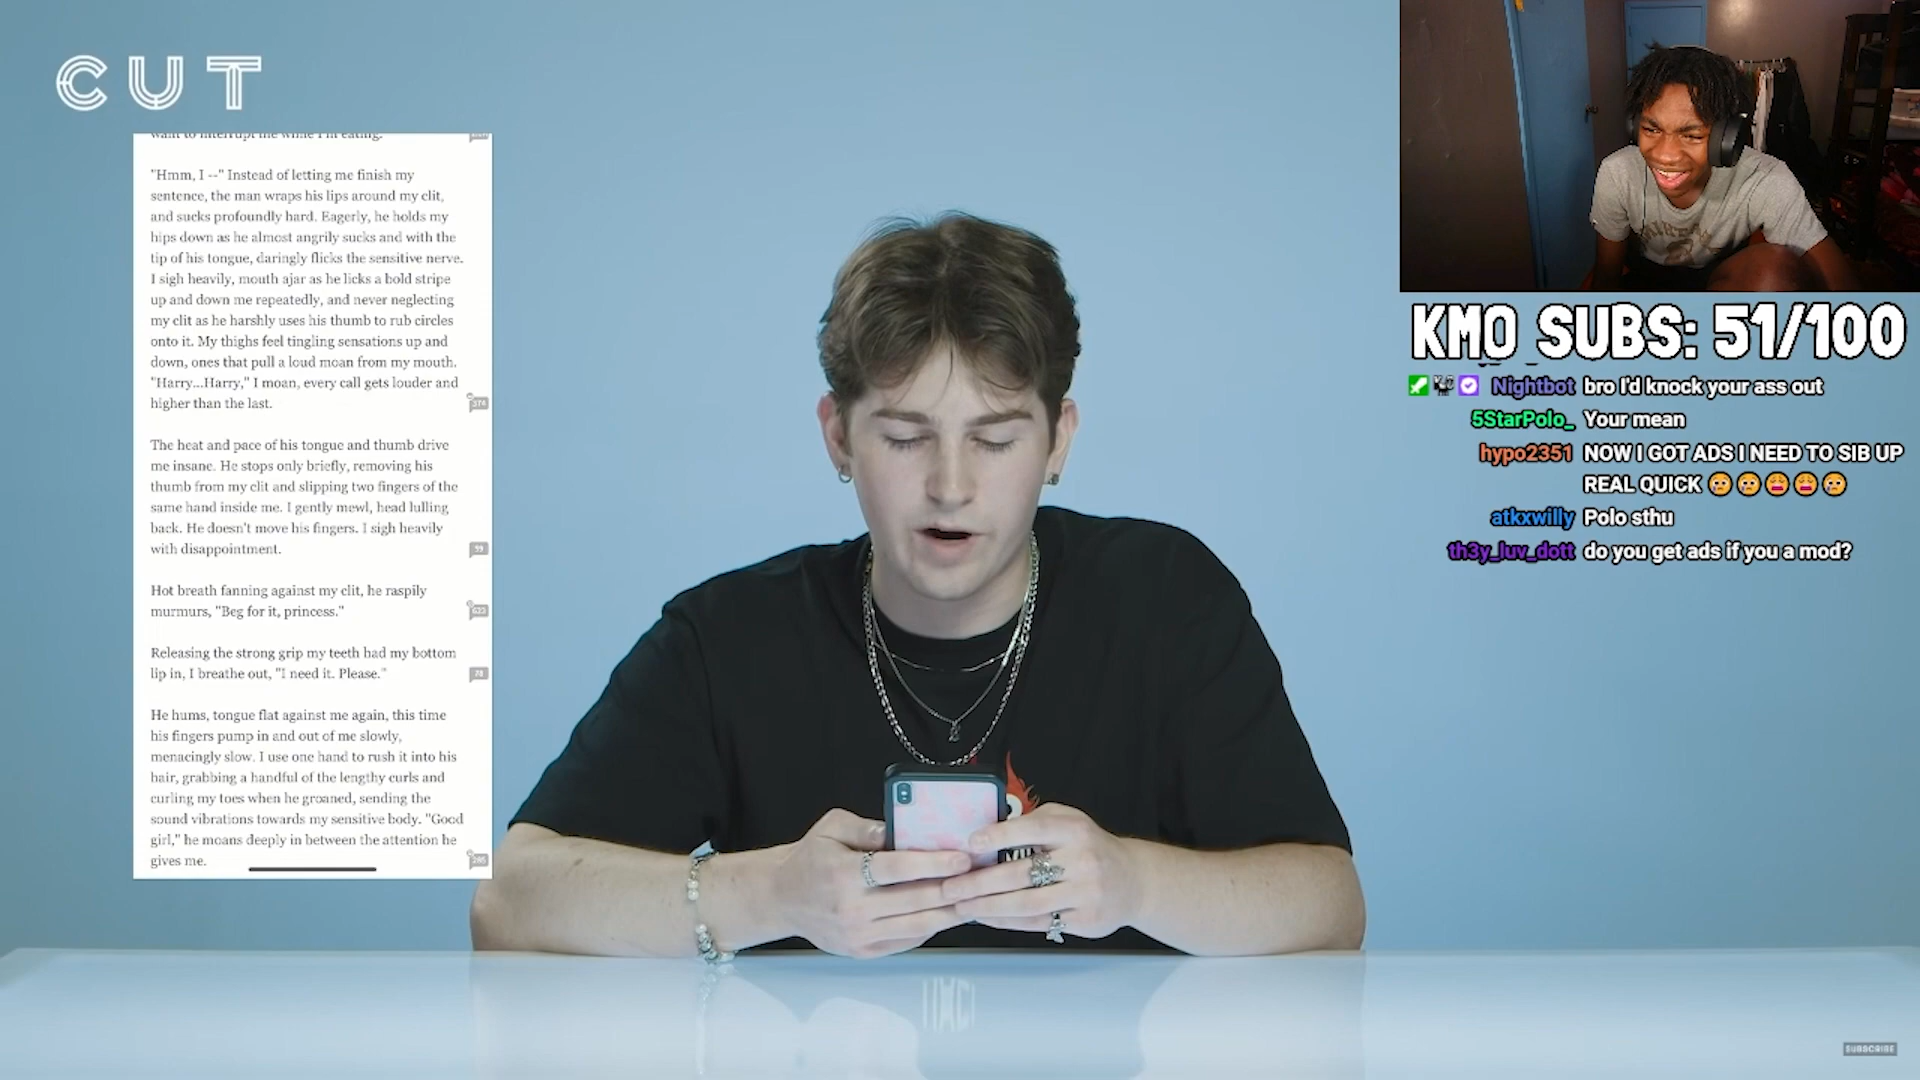 CUT
want to interrupt me while I'm eating.
"Hmm, I --" Instead of letting me finish my
sentence, the man wraps his lips around my clit,
and sucks profoundly hard. Eagerly, he holds my
hips down as he almost angrily sucks and with the
tip of his tongue, daringly flicks the sensitive nerve.
I sigh heavily, mouth ajar as he licks a bold stripe
up and down me repeatedly, and never neglecting
my clit as he harshly uses his thumb to rub circles
onto it. My thighs feel tingling sensations up and
down, ones that pull a loud moan from my mouth.
"Harry...Harry," I moan, every call gets louder and
higher than the last.
374
The heat and pace of his tongue and thumb drive
me insane. He stops only briefly, removing his
thumb from my clit and slipping two fingers of the
same hand inside me. I gently mewl, head lulling
back. He doesn't move his fingers. I sigh heavily
with disappointment.
99
Hot breath fanning against my clit, he raspily
murmurs, "Beg for it, princess."
623
Releasing the strong grip my teeth had my bottom
lip in, I breathe out, "I need it. Please."
78
He hums, tongue flat against me again, this time
his fingers pump in and out of me slowly,
menacingly slow. I use one hand to rush it into his
hair, grabbing a handful of the lengthy curls and
curling my toes when he groaned, sending the
sound vibrations towards my sensitive body. "Good
girl," he moans deeply in between the attention he
gives me.
285
KMO SUBS: 51/100
Nightbot bro I'd knock your ass out
5StarPolo_ Your mean
hypo2351 NOW I GOT ADS I NEED TO SIB UP
REAL QUICK
atkxwilly Polo sthu
th3y_luv_dott do you get ads if you a mod?
SUBSCRIBE